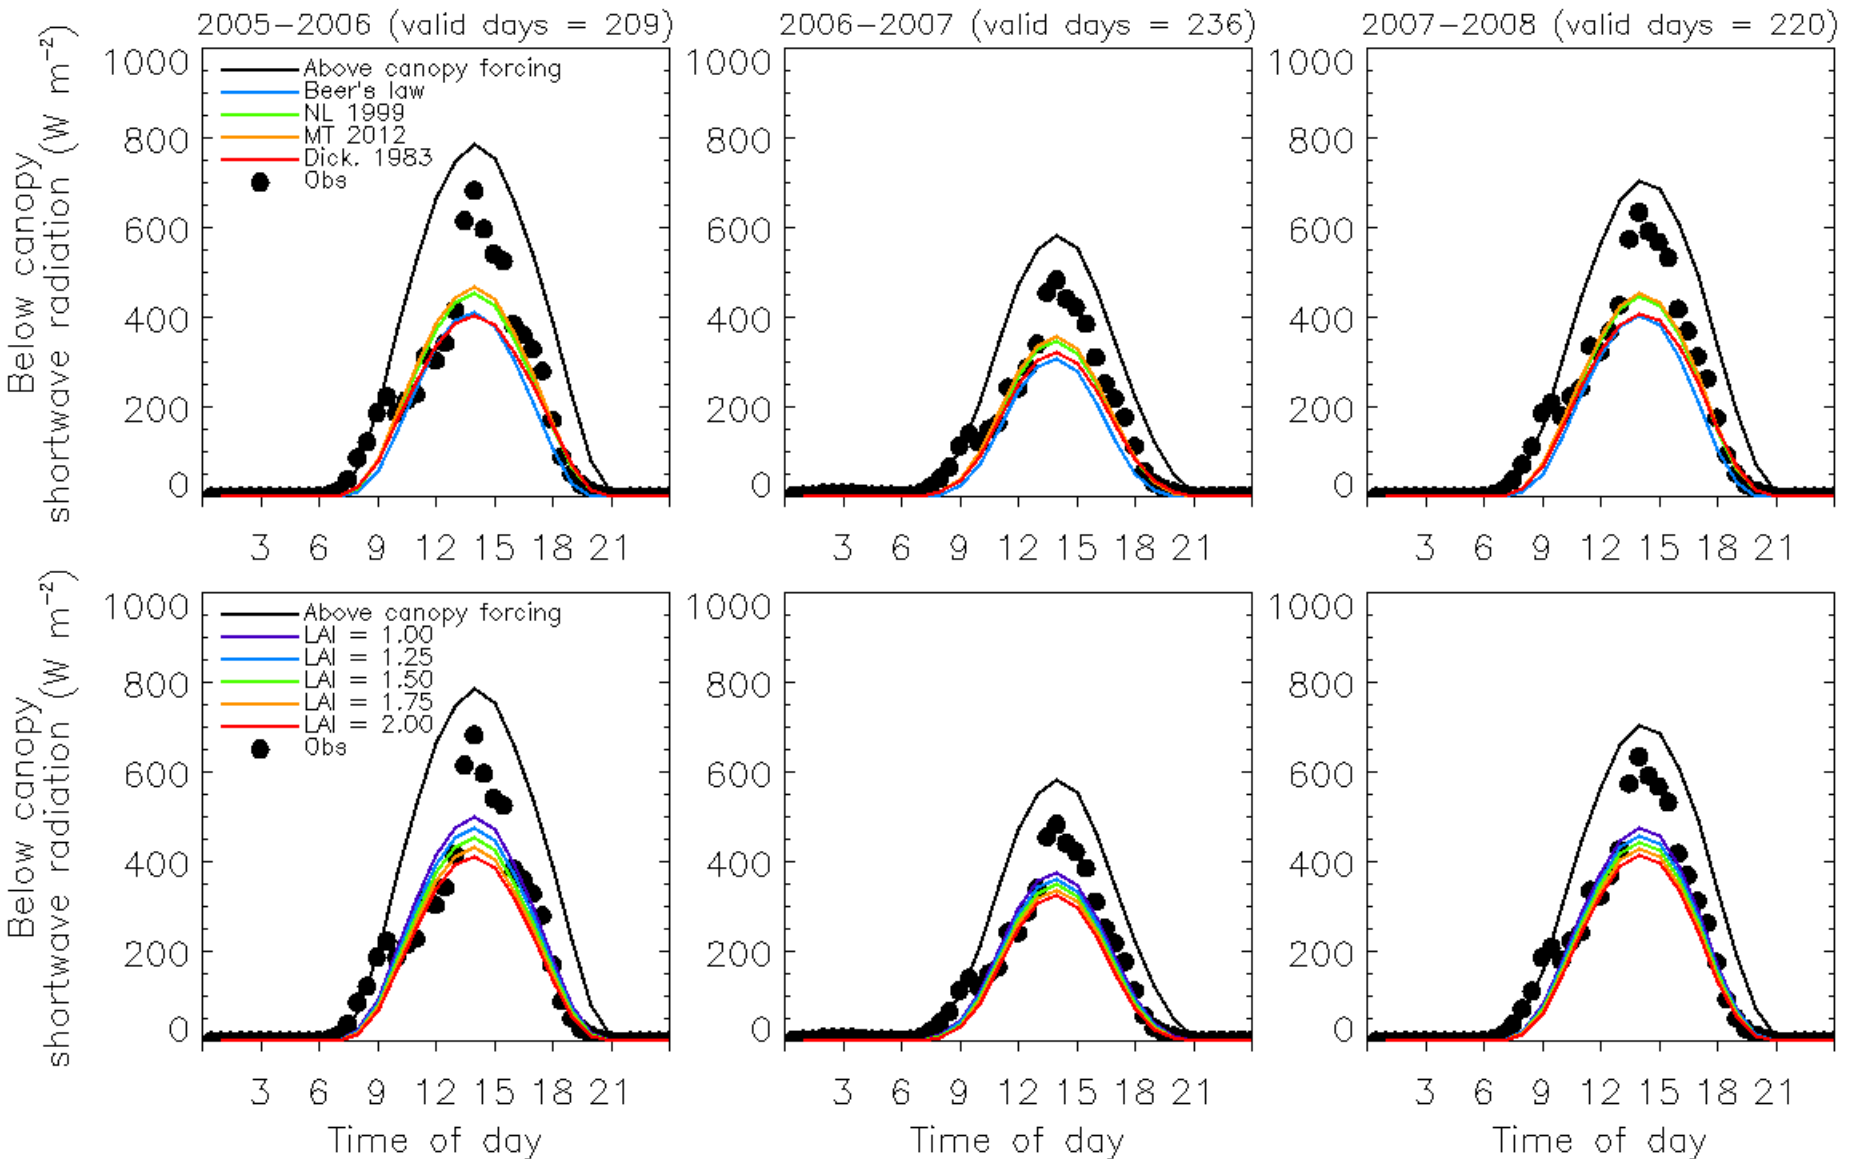 2005-2006 (valid days = 209)
2006-2007 (valid days = 236)
2007-2008 (valid days = 220)
Below canopy
shortwave radiation (W m⁻²)
1000
800
600
400
200
0
Above canopy forcing
Beer's law
NL 1999
MT 2012
Dick. 1983
Obs
3 6 9 12 15 18 21
1000
800
600
400
200
0
3 6 9 12 15 18 21
1000
800
600
400
200
0
3 6 9 12 15 18 21
Below canopy
shortwave radiation (W m⁻²)
1000
800
600
400
200
0
Above canopy forcing
LAI = 1.00
LAI = 1.25
LAI = 1.50
LAI = 1.75
LAI = 2.00
Obs
3 6 9 12 15 18 21
Time of day
1000
800
600
400
200
0
3 6 9 12 15 18 21
Time of day
1000
800
600
400
200
0
3 6 9 12 15 18 21
Time of day